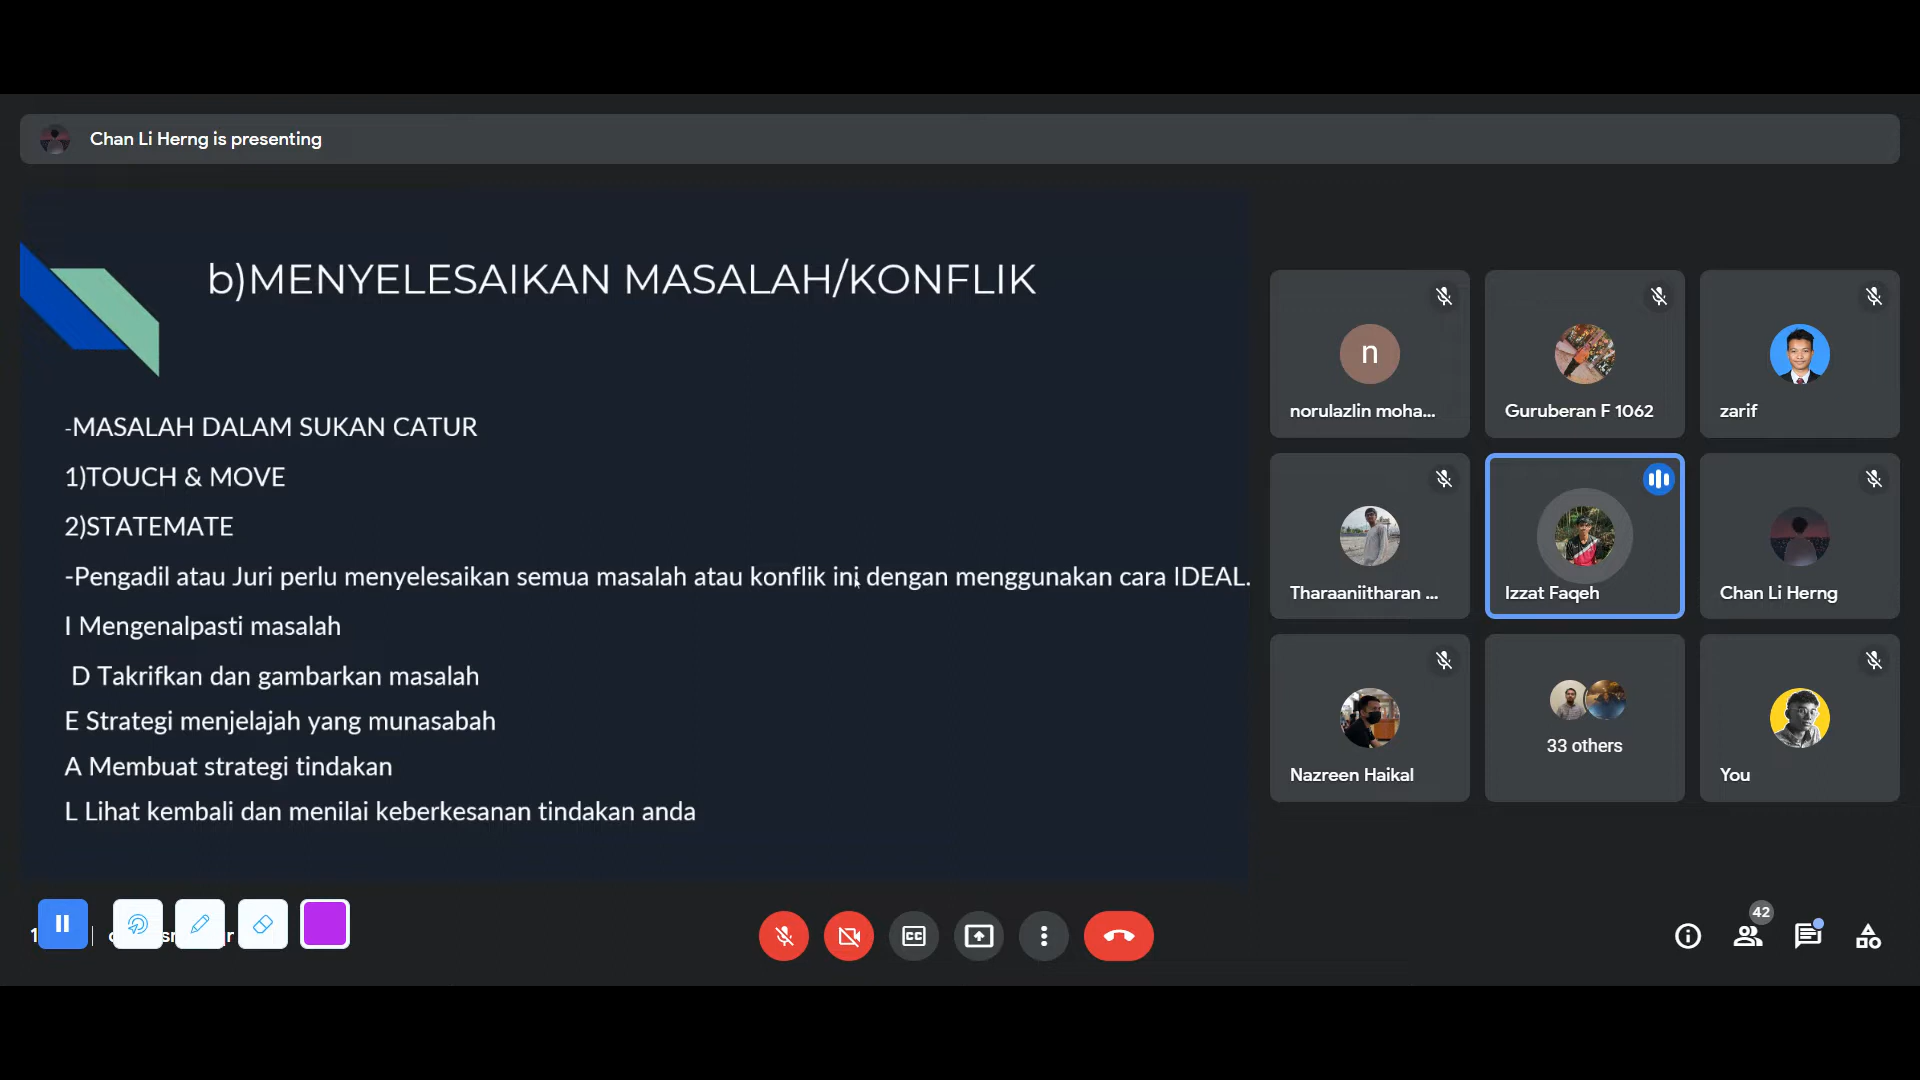 Chan Li Herng is presenting
b)MENYELESAIKAN MASALAH/KONFLIK
-MASALAH DALAM SUKAN CATUR
1)TOUCH & MOVE
2)STATEMATE
-Pengadil atau Juri perlu menyelesaikan semua masalah atau konflik ini dengan menggunakan cara IDEAL.
I Mengenalpasti masalah
D Takrifkan dan gambarkan masalah
E Strategi menjelajah yang munasabah
A Membuat strategi tindakan
L Lihat kembali dan menilai keberkesanan tindakan anda
n
norulazlin moha...
Guruberan F 1062
zarif
Tharaaniitharan ...
Izzat Faqeh
Chan Li Herng
Nazreen Haikal
33 others
You
CC
42